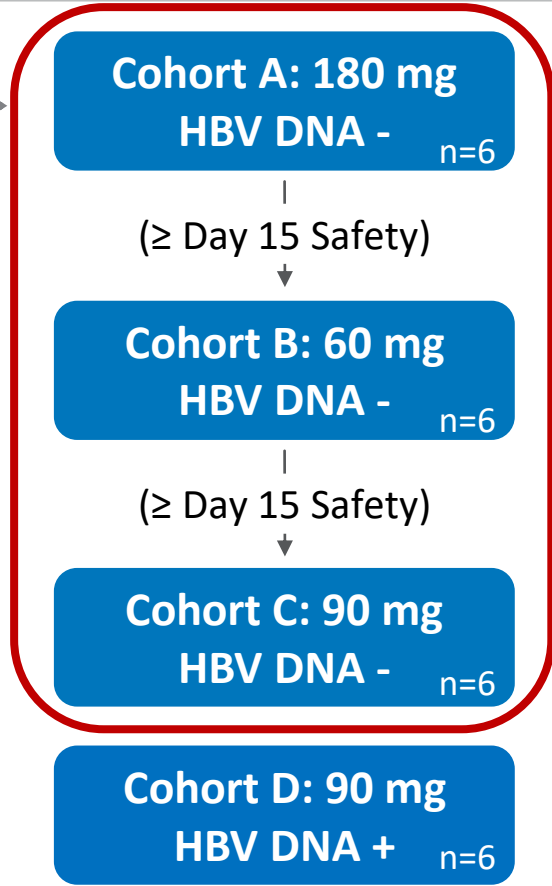 Cohort A: 180 mg
HBV DNA -
n=6
(≥ Day 15 Safety)
Cohort B: 60 mg
HBV DNA -
n=6
(≥ Day 15 Safety)
Cohort C: 90 mg
HBV DNA -
n=6
Cohort D: 90 mg
HBV DNA +
n=6